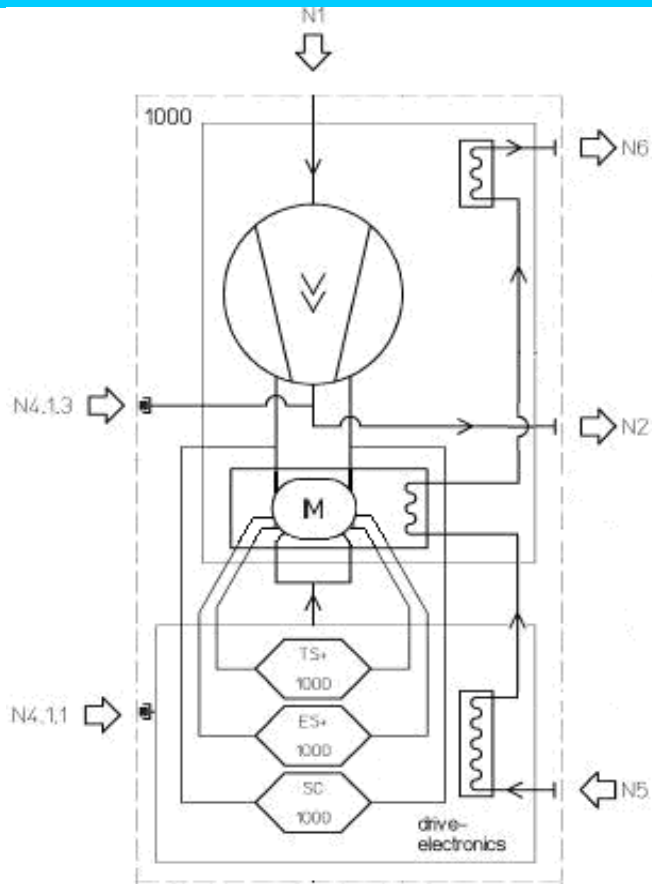 N1
1000
N6
N4.1.3
N2
M
TS+
1000
N4.1.1
ES+
1000
SC
1000
N5
drive-
electronics